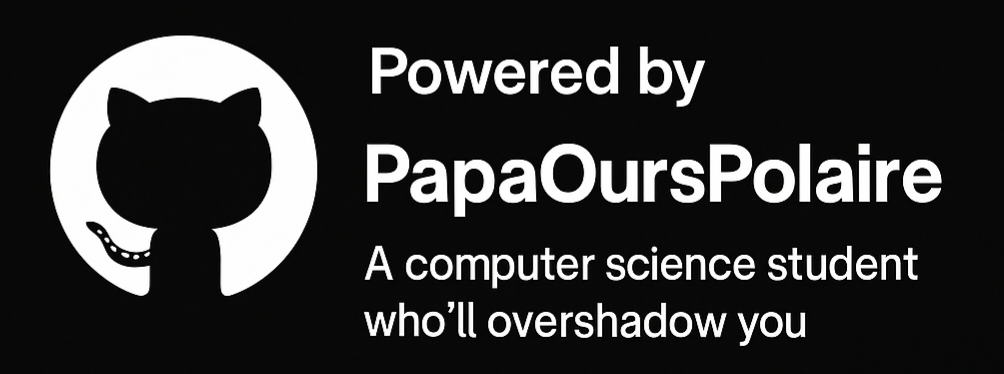 Powered by
PapaOursPolaire
A computer science student
who’ll overshadow you